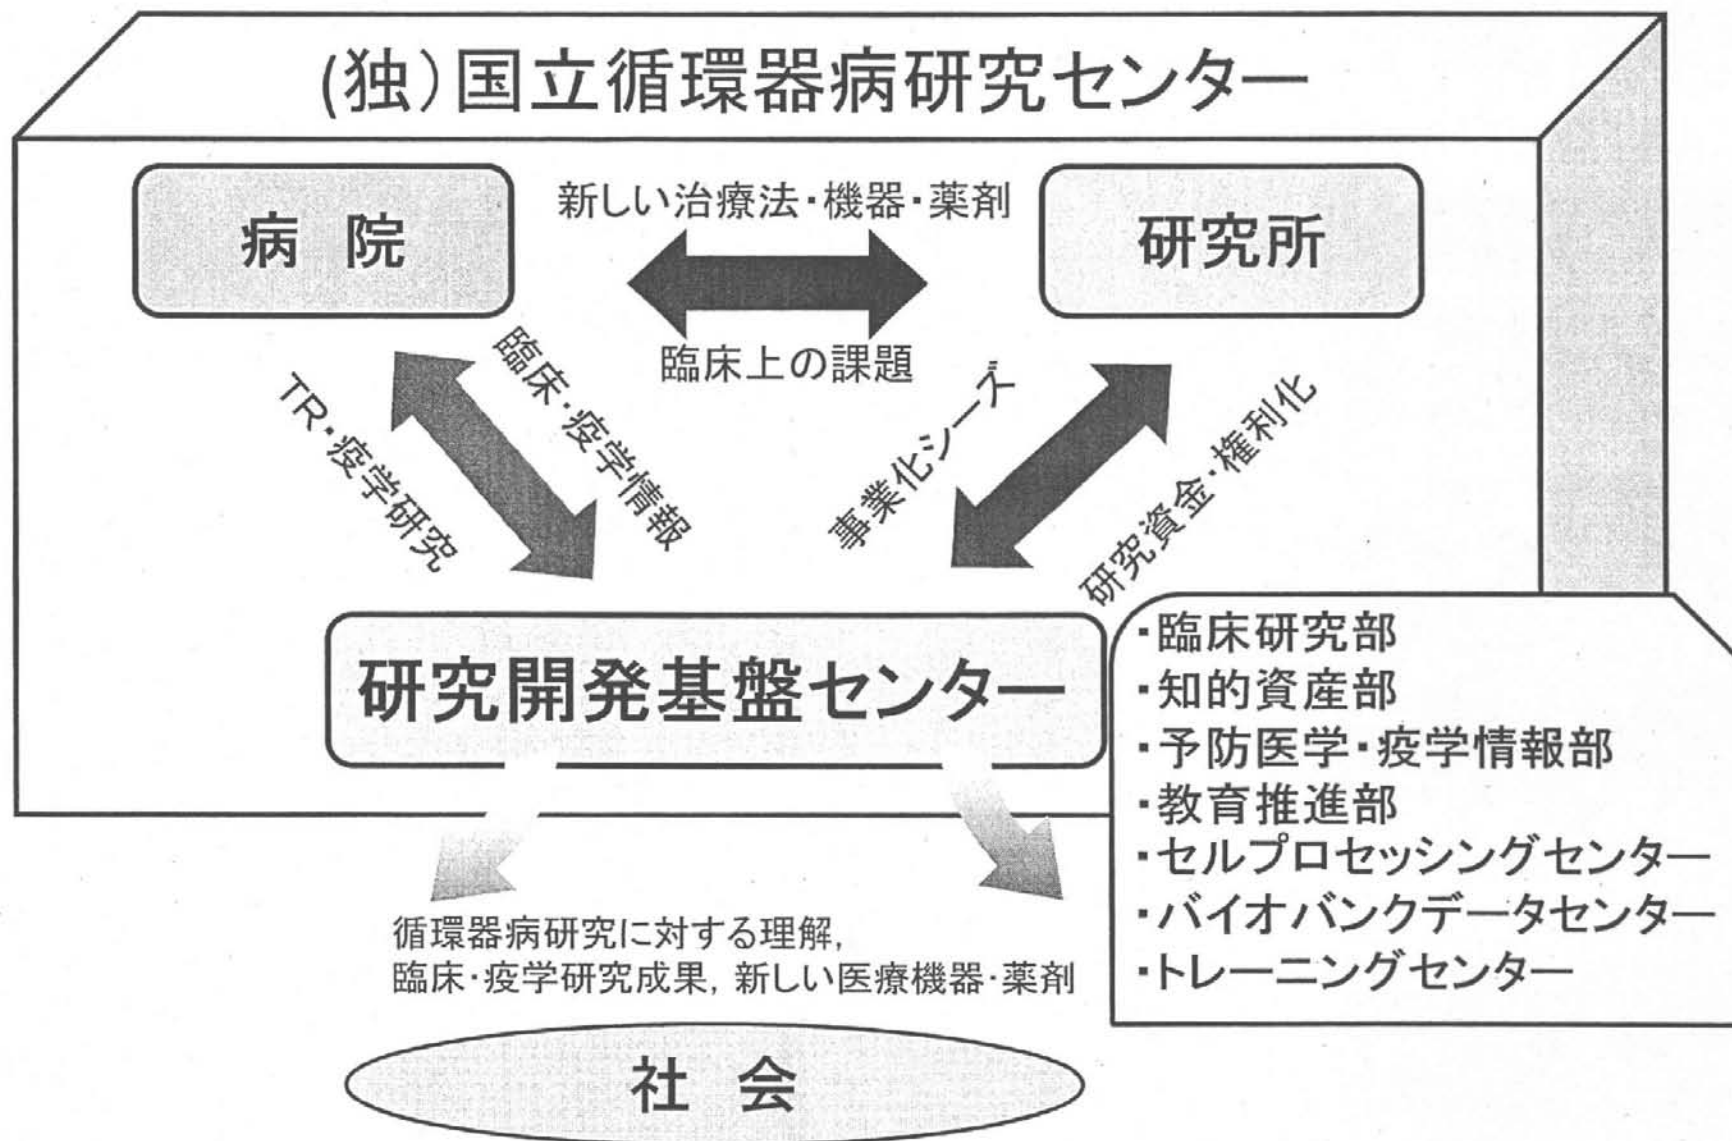 (独)国立循環器病研究センター
病 院
新しい治療法・機器・薬剤
研究所
臨床上の課題
TR・疫学研究
臨床・疫学情報
事業化シーズ
研究資金・権利化
研究開発基盤センター
・臨床研究部
・知的資産部
・予防医学・疫学情報部
・教育推進部
・セルプロセッシングセンター
・バイオバンクデータセンター
・トレーニングセンター
循環器病研究に対する理解,
臨床・疫学研究成果, 新しい医療機器・薬剤
社 会